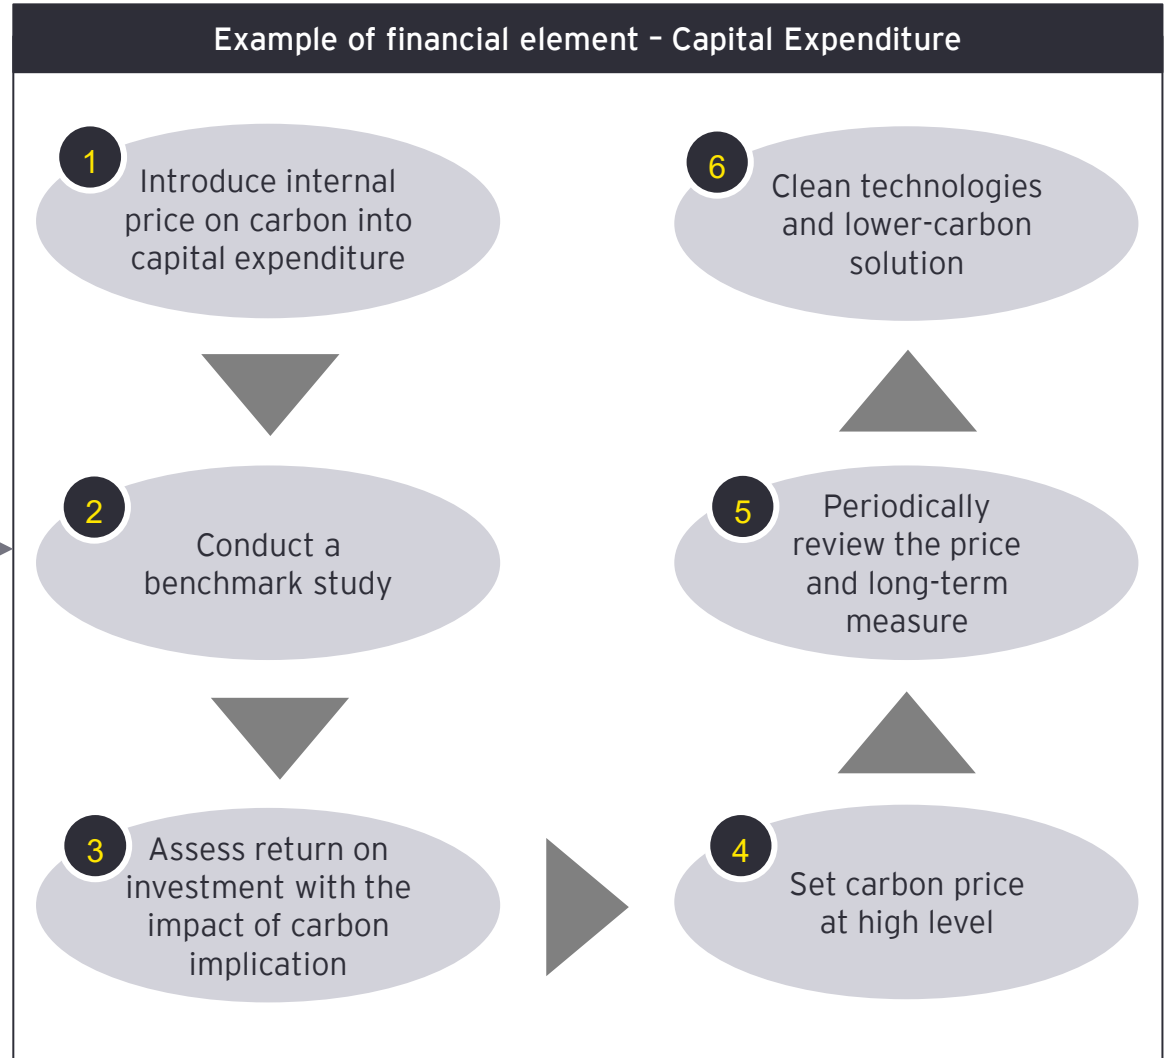 Example of financial element – Capital Expenditure
1
Introduce internal
price on carbon into
capital expenditure
2
Conduct a
benchmark study
3
Assess return on
investment with the
impact of carbon
implication
4
Set carbon price
at high level
5
Periodically
review the price
and long-term
measure
6
Clean technologies
and lower-carbon
solution